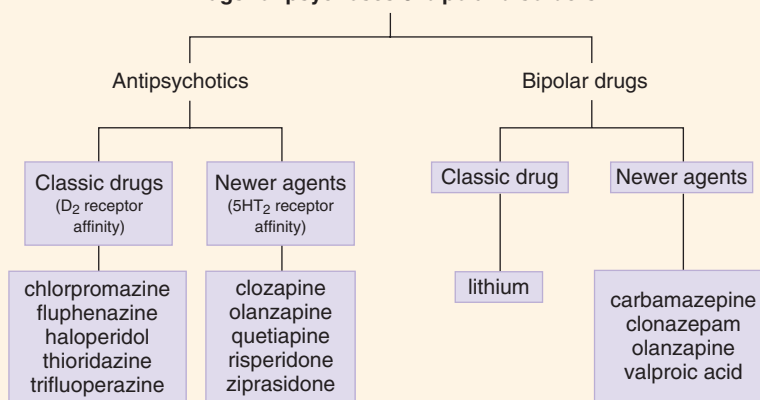 Antipsychotics
Bipolar drugs
Classic drugs
(D2 receptor
affinity)
Newer agents
(5HT2 receptor
affinity)
Classic drug
Newer agents
chlorpromazine
fluphenazine
haloperidol
thioridazine
trifluoperazine
clozapine
olanzapine
quetiapine
risperidone
ziprasidone
lithium
carbamazepine
clonazepam
olanzapine
valproic acid